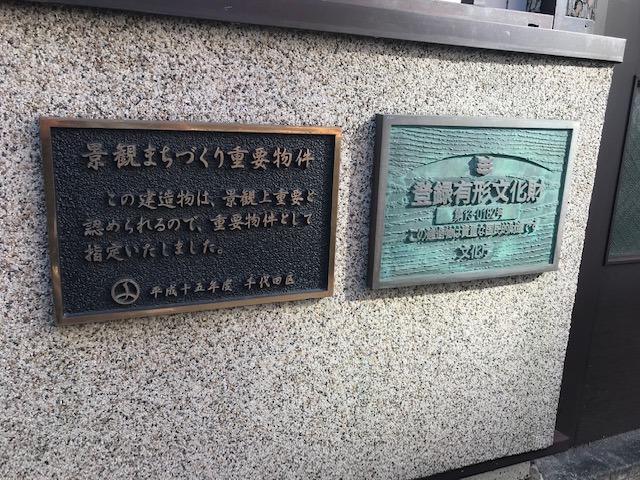 景観まちづくり重要物件
この建造物は、景観上重要と
認められるので、重要物件として
指定いたしました。
平成十五年度 千代田区
登録有形文化財
第13-0182号
この建造物は貴重な国民的財産です
文化庁